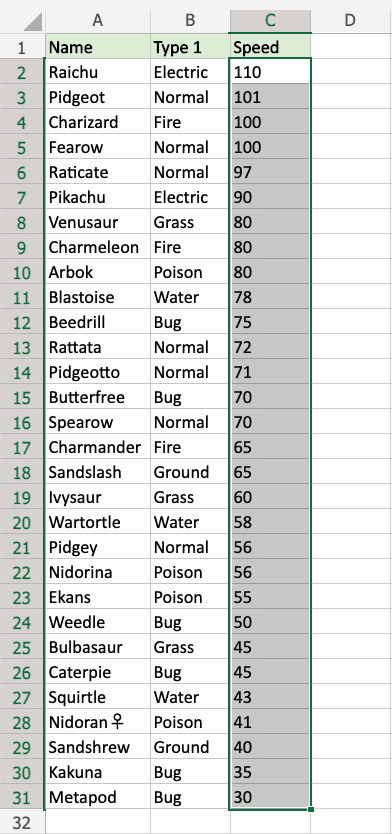 A B C D
1 Name Type 1 Speed
2 Raichu Electric 110
3 Pidgeot Normal 101
4 Charizard Fire 100
5 Fearow Normal 100
6 Raticate Normal 97
7 Pikachu Electric 90
8 Venusaur Grass 80
9 Charmeleon Fire 80
10 Arbok Poison 80
11 Blastoise Water 78
12 Beedrill Bug 75
13 Rattata Normal 72
14 Pidgeotto Normal 71
15 Butterfree Bug 70
16 Spearow Normal 70
17 Charmander Fire 65
18 Sandslash Ground 65
19 Ivysaur Grass 60
20 Wartortle Water 58
21 Pidgey Normal 56
22 Nidorina Poison 56
23 Ekans Poison 55
24 Weedle Bug 50
25 Bulbasaur Grass 45
26 Caterpie Bug 45
27 Squirtle Water 43
28 Nidoran♀ Poison 41
29 Sandshrew Ground 40
30 Kakuna Bug 35
31 Metapod Bug 30
32